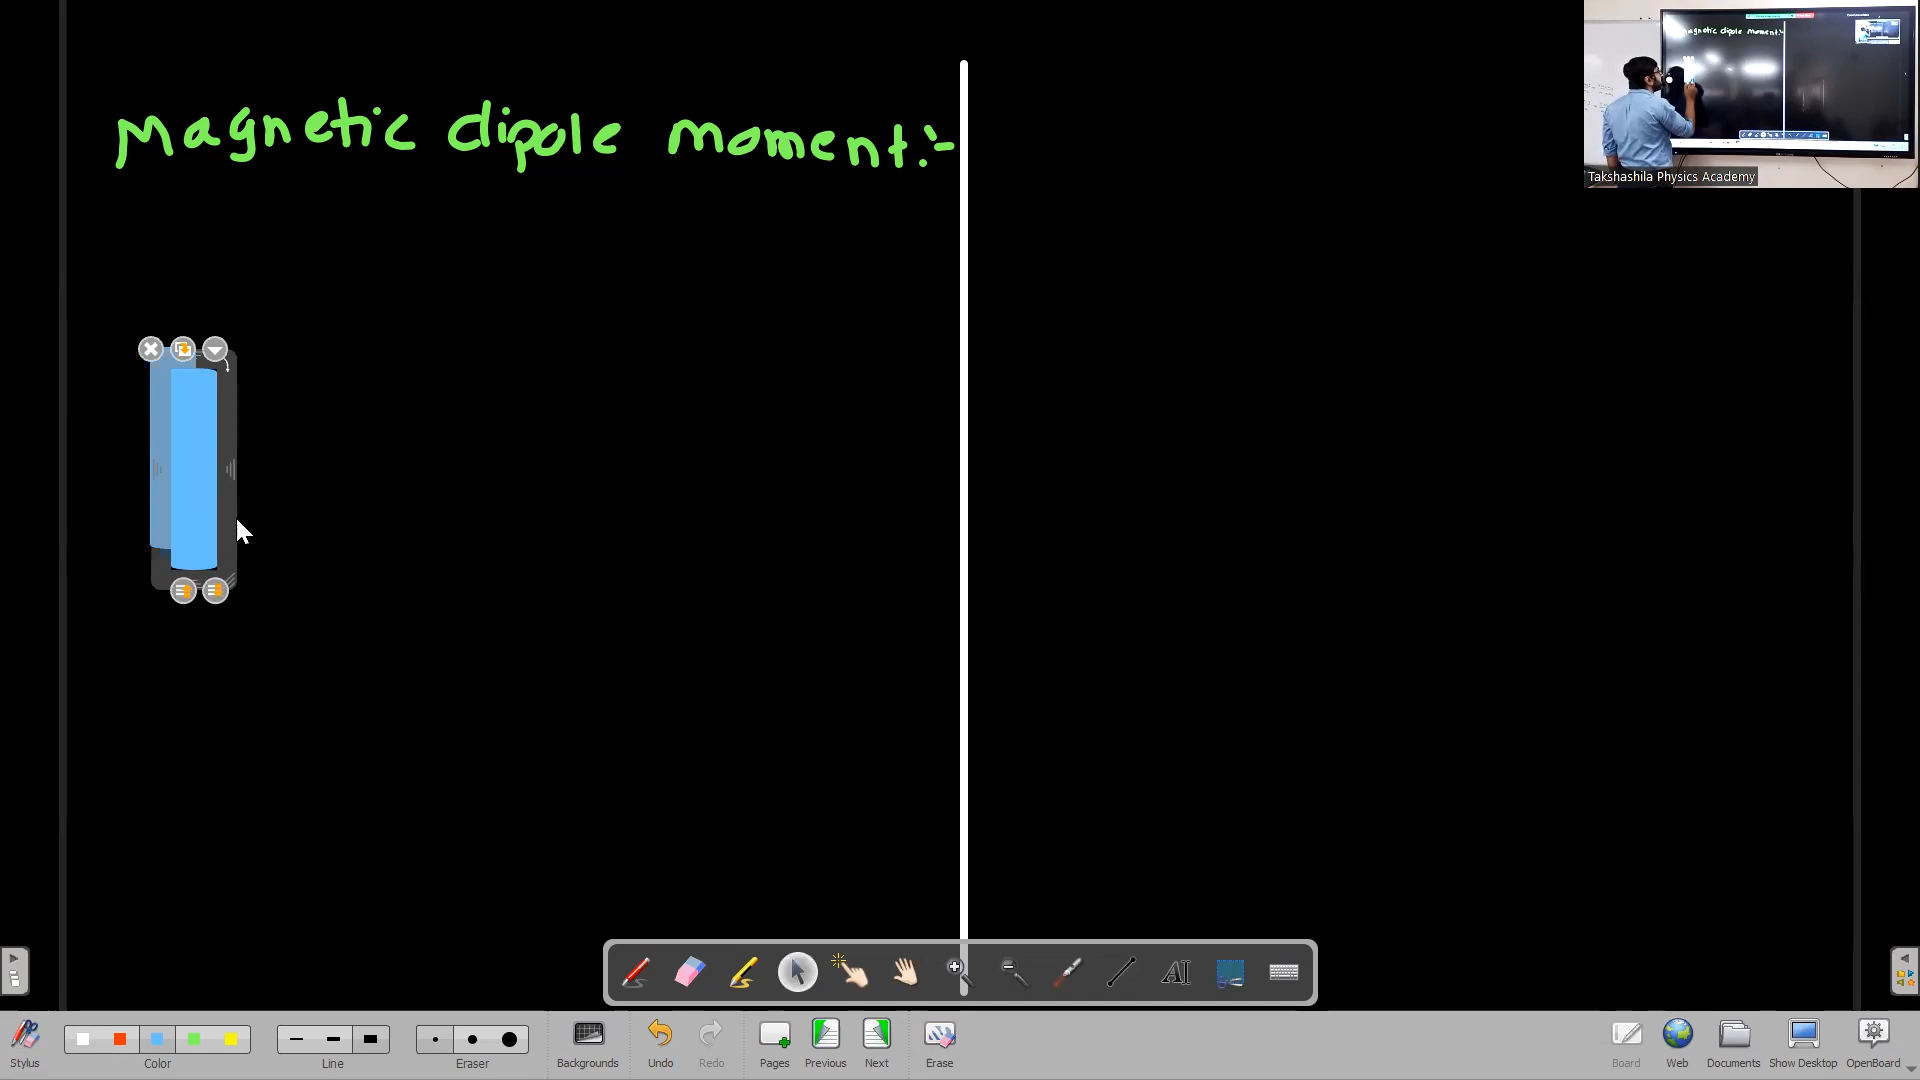 Magnetic dipole moment :-
Takshashila Physics Academy
Stylus
Color
Line
Eraser
Backgrounds
Undo
Redo
Pages
Previous
Next
Erase
Board
Web
Documents
Show Desktop
OpenBoard